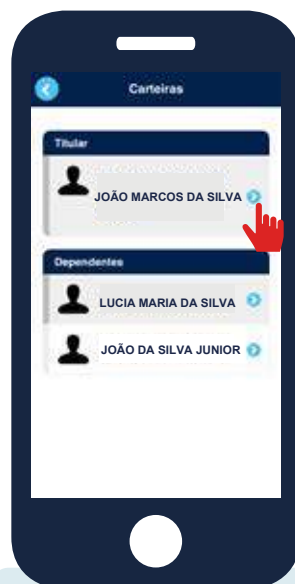 Carteiras
Titular
JOÃO MARCOS DA SILVA
Dependentes
LUCIA MARIA DA SILVA
JOÃO DA SILVA JUNIOR